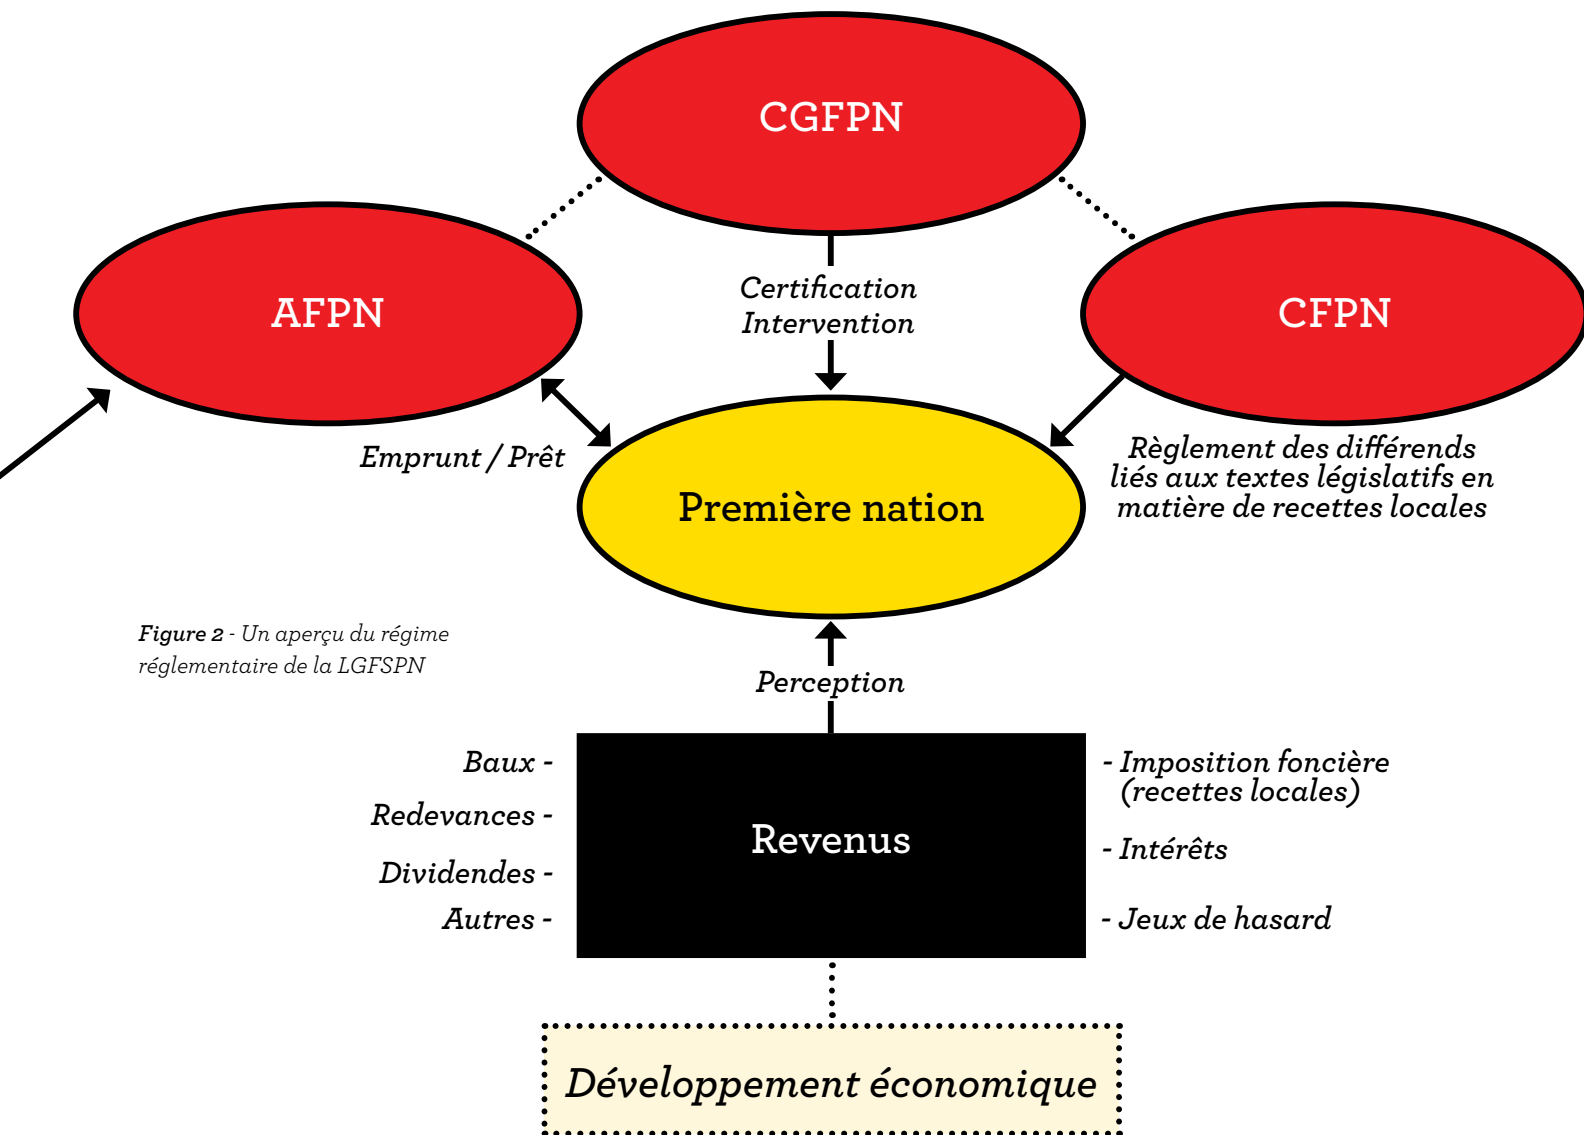 CGFPN
AFPN
CFPN
Certification
Intervention
Emprunt / Prêt
Règlement des différends
liés aux textes législatifs en
matière de recettes locales
Première nation
Figure 2 - Un aperçu du régime
réglementaire de la LGFSPN
Perception
Baux -
Redevances -
Dividendes -
Autres -
Revenus
- Imposition foncière
(recettes locales)
- Intérêts
- Jeux de hasard
Développement économique